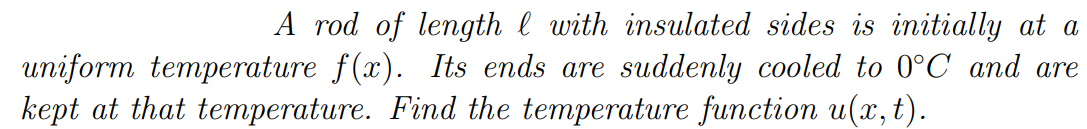 A rod of length ℓ with insulated sides is initially at a
uniform temperature f(x). Its ends are suddenly cooled to 0°C and are
kept at that temperature. Find the temperature function u(x, t).